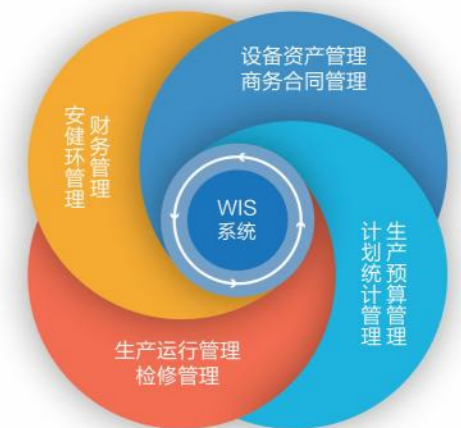 设备资产管理
商务合同管理
财务管理
安健环管理
WIS
系统
生产预算管理
计划统计管理
生产运行管理
检修管理